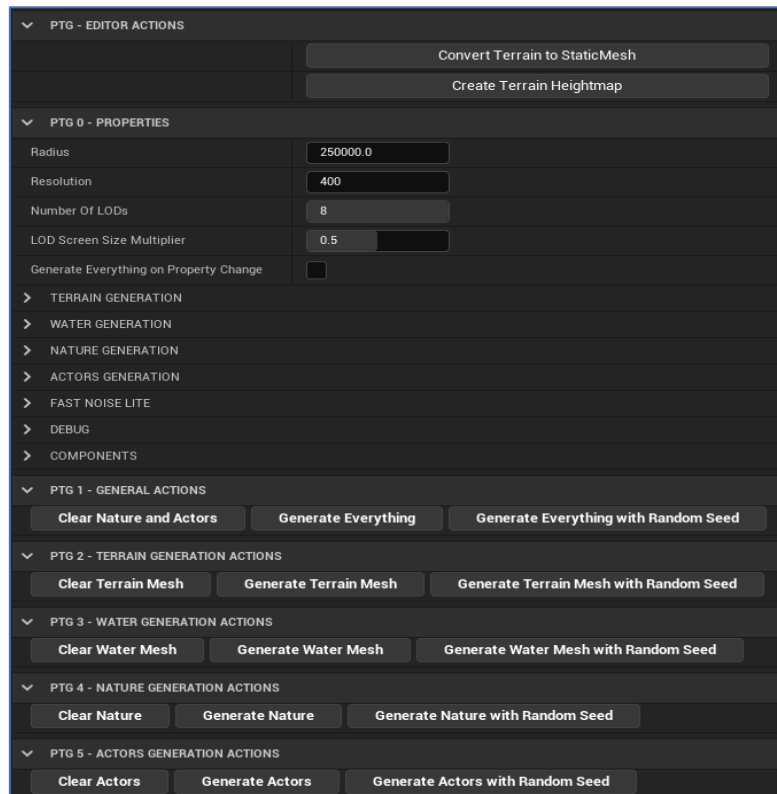 PTG - EDITOR ACTIONS
Convert Terrain to StaticMesh
Create Terrain Heightmap
PTG 0 - PROPERTIES
Radius 250000.0
Resolution 400
Number Of LODs 8
LOD Screen Size Multiplier 0.5
Generate Everything on Property Change
TERRAIN GENERATION
WATER GENERATION
NATURE GENERATION
ACTORS GENERATION
FAST NOISE LITE
DEBUG
COMPONENTS
PTG 1 - GENERAL ACTIONS
Clear Nature and Actors Generate Everything Generate Everything with Random Seed
PTG 2 - TERRAIN GENERATION ACTIONS
Clear Terrain Mesh Generate Terrain Mesh Generate Terrain Mesh with Random Seed
PTG 3 - WATER GENERATION ACTIONS
Clear Water Mesh Generate Water Mesh Generate Water Mesh with Random Seed
PTG 4 - NATURE GENERATION ACTIONS
Clear Nature Generate Nature Generate Nature with Random Seed
PTG 5 - ACTORS GENERATION ACTIONS
Clear Actors Generate Actors Generate Actors with Random Seed